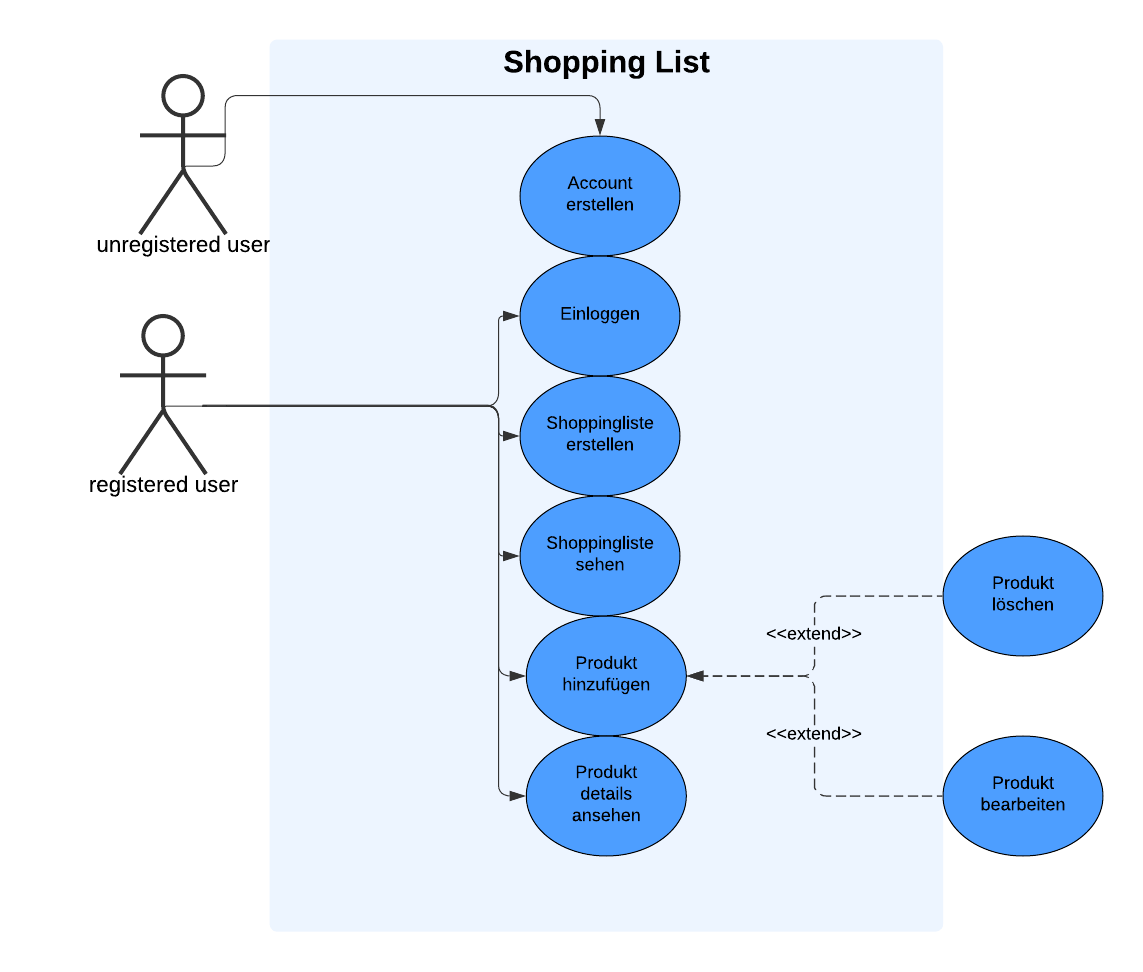 Shopping List
Account
erstellen
unregistered user
Einloggen
Shoppingliste
erstellen
registered user
Shoppingliste
sehen
Produkt
löschen
<<extend>>
Produkt
hinzufügen
<<extend>>
Produkt
details
ansehen
Produkt
bearbeiten